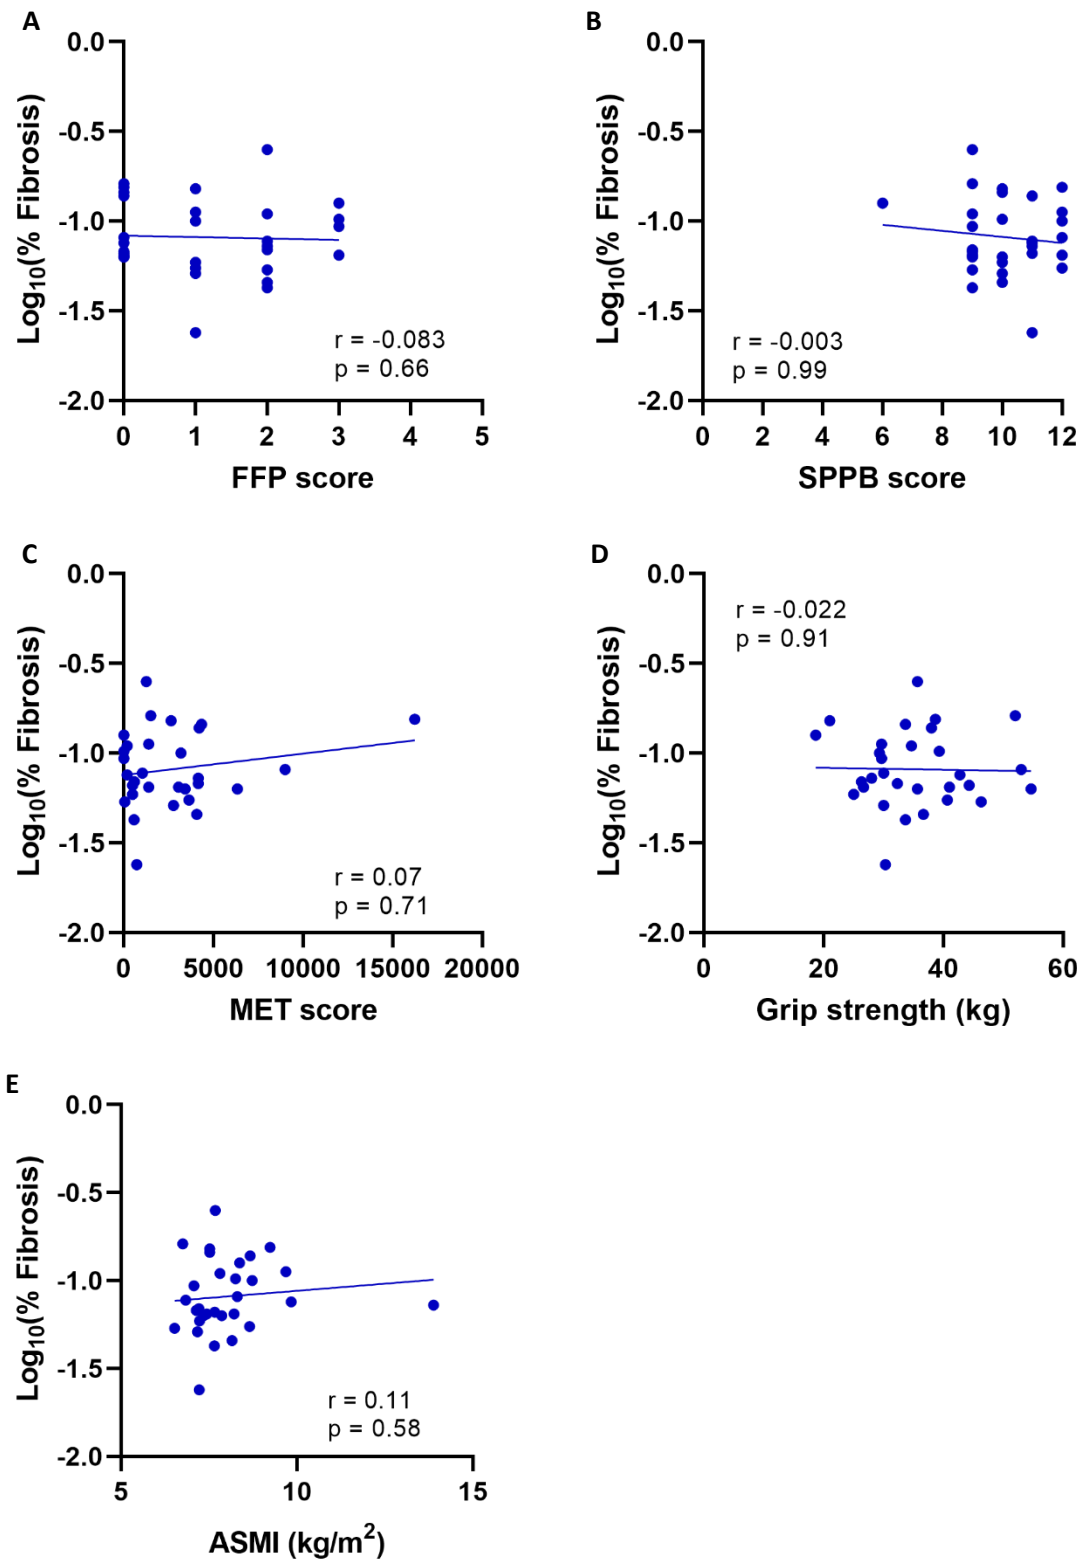 A
0.0
-0.5
-1.0
-1.5
-2.0
Log10(% Fibrosis)
r = -0.083
p = 0.66
0 1 2 3 4 5
FFP score
B
0.0
-0.5
-1.0
-1.5
-2.0
Log10(% Fibrosis)
r = -0.003
p = 0.99
0 2 4 6 8 10 12
SPPB score
C
0.0
-0.5
-1.0
-1.5
-2.0
Log10(% Fibrosis)
r = 0.07
p = 0.71
0 5000 10000 15000 20000
MET score
D
0.0
-0.5
-1.0
-1.5
-2.0
Log10(% Fibrosis)
r = -0.022
p = 0.91
0 20 40 60
Grip strength (kg)
E
0.0
-0.5
-1.0
-1.5
-2.0
Log10(% Fibrosis)
r = 0.11
p = 0.58
5 10 15
ASMI (kg/m2)